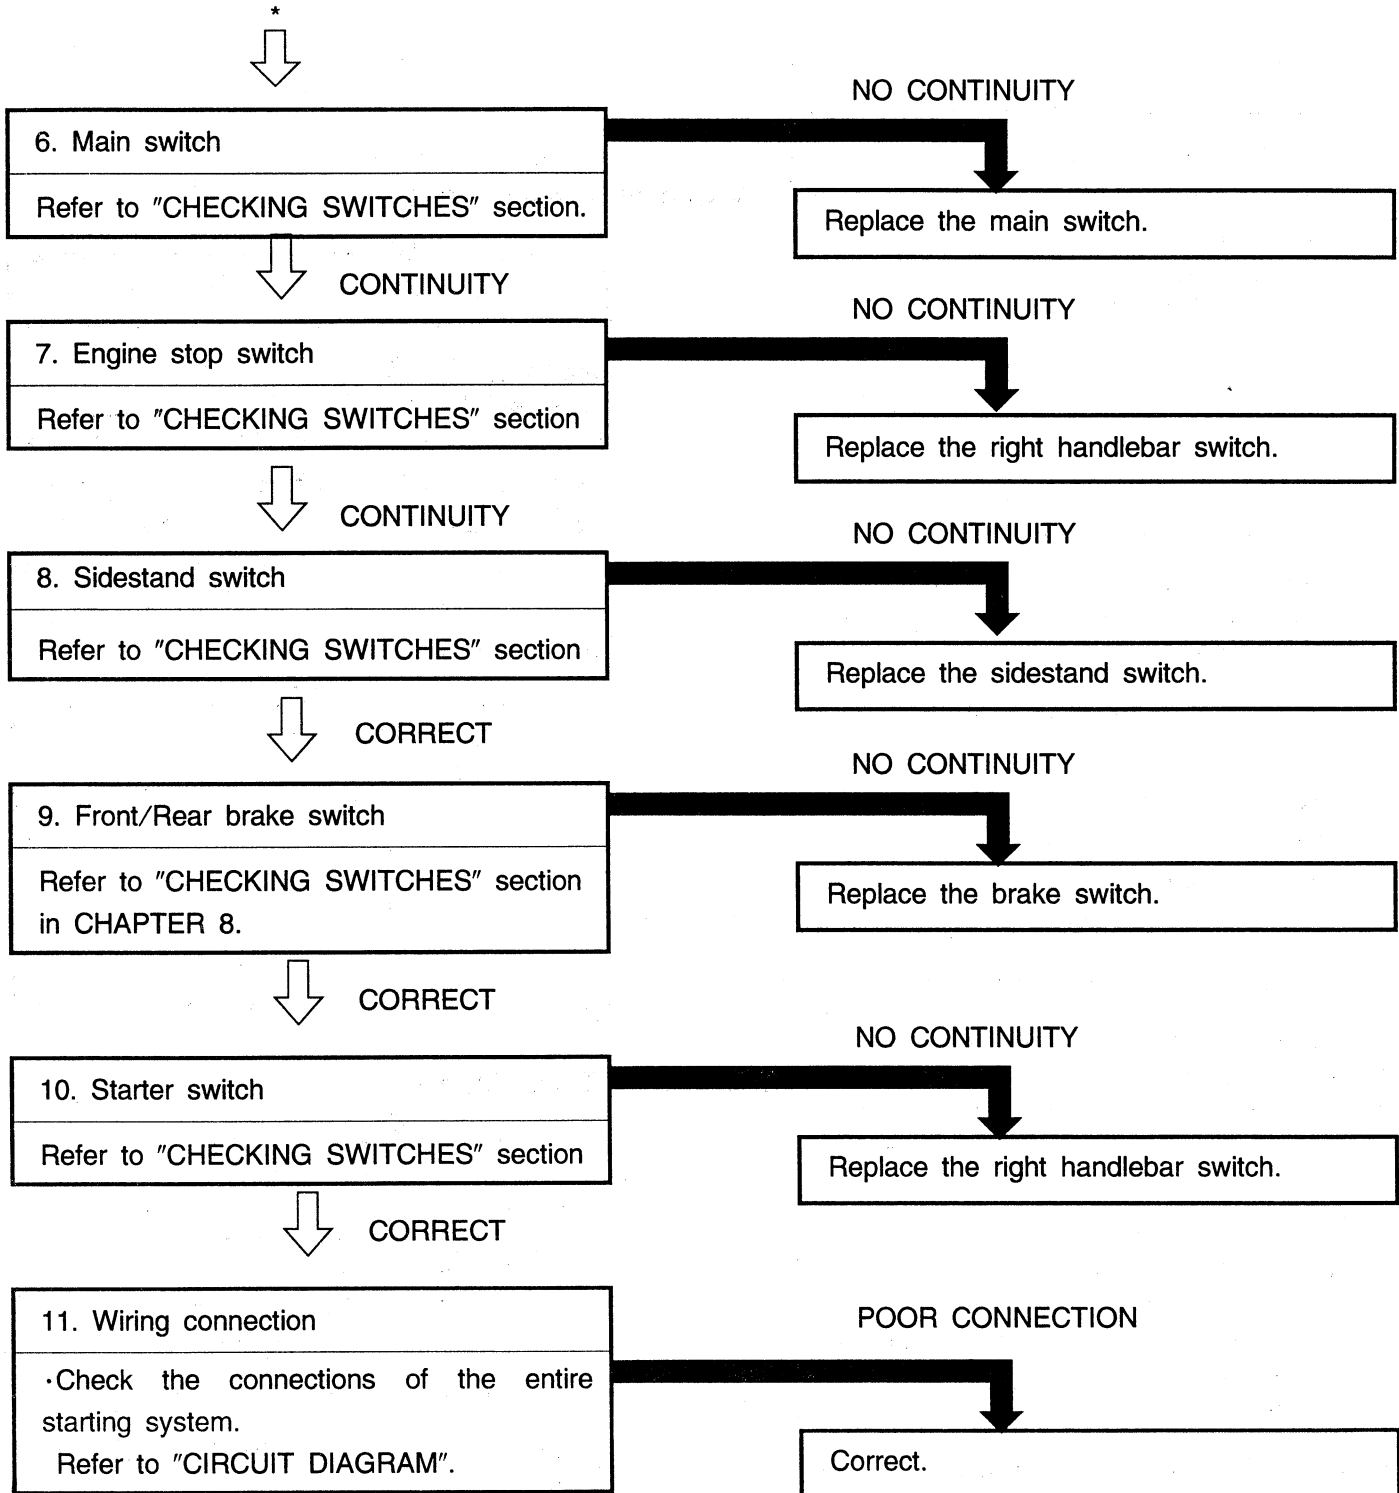 *
NO CONTINUITY
6. Main switch
Refer to "CHECKING SWITCHES" section.
Replace the main switch.
CONTINUITY
NO CONTINUITY
7. Engine stop switch
Refer to "CHECKING SWITCHES" section
Replace the right handlebar switch.
CONTINUITY
NO CONTINUITY
8. Sidestand switch
Refer to "CHECKING SWITCHES" section
Replace the sidestand switch.
CORRECT
NO CONTINUITY
9. Front/Rear brake switch
Refer to "CHECKING SWITCHES" section
in CHAPTER 8.
Replace the brake switch.
CORRECT
NO CONTINUITY
10. Starter switch
Refer to "CHECKING SWITCHES" section
Replace the right handlebar switch.
CORRECT
POOR CONNECTION
11. Wiring connection
·Check the connections of the entire
starting system.
Refer to "CIRCUIT DIAGRAM".
Correct.